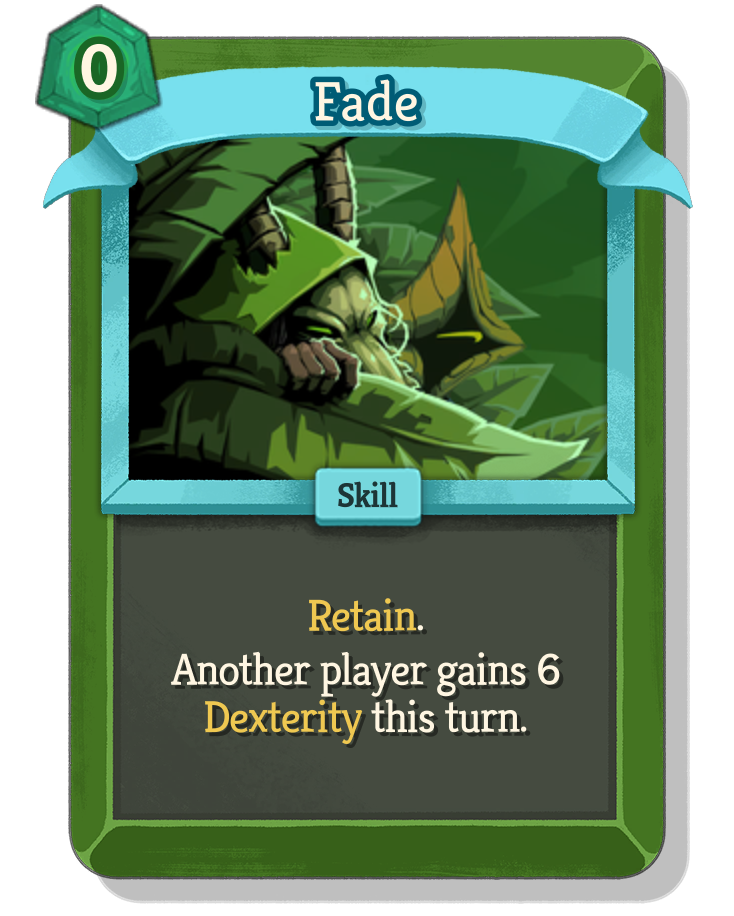 0
Fade
Skill
Retain.
Another player gains 6
Dexterity this turn.